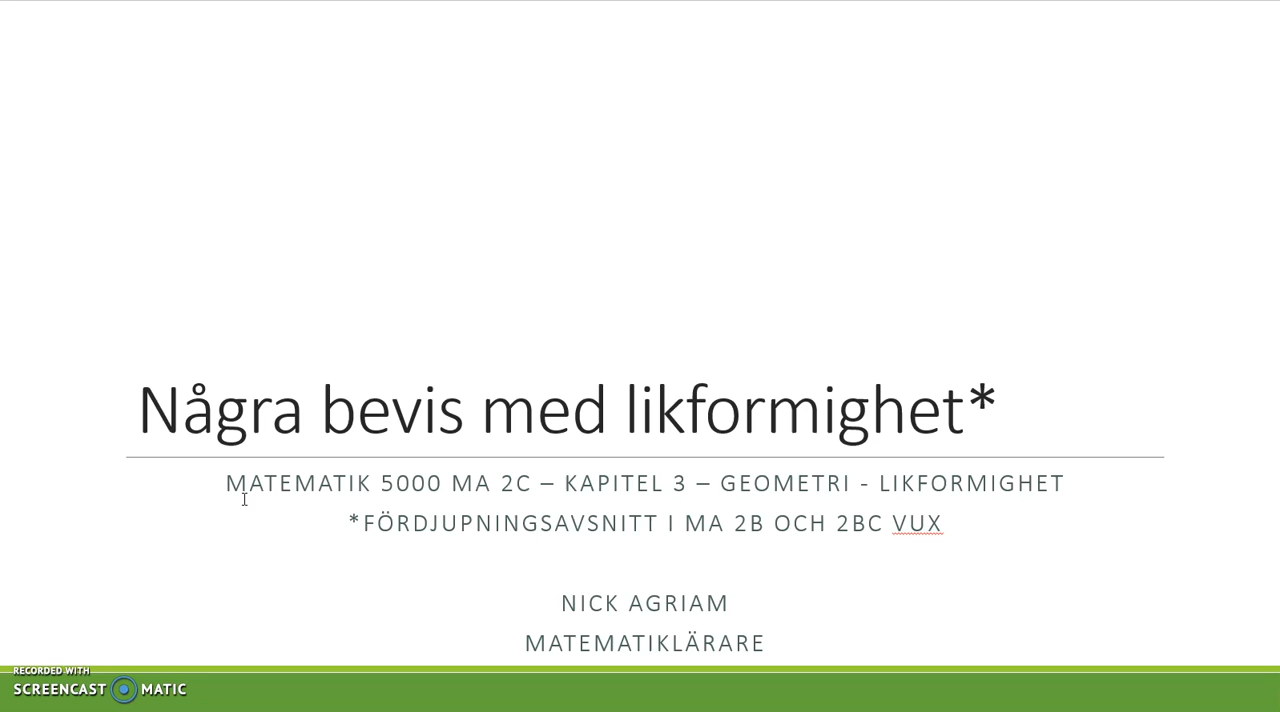 Några bevis med likformighet*
MATEMATIK 5000 MA 2C – KAPITEL 3 – GEOMETRI - LIKFORMIGHET
*FÖRDJUPNINGSAVSNITT I MA 2B OCH 2BC VUX
NICK AGRIAM
MATEMATIKLÄRARE
RECORDED WITH
SCREENCAST MATIC